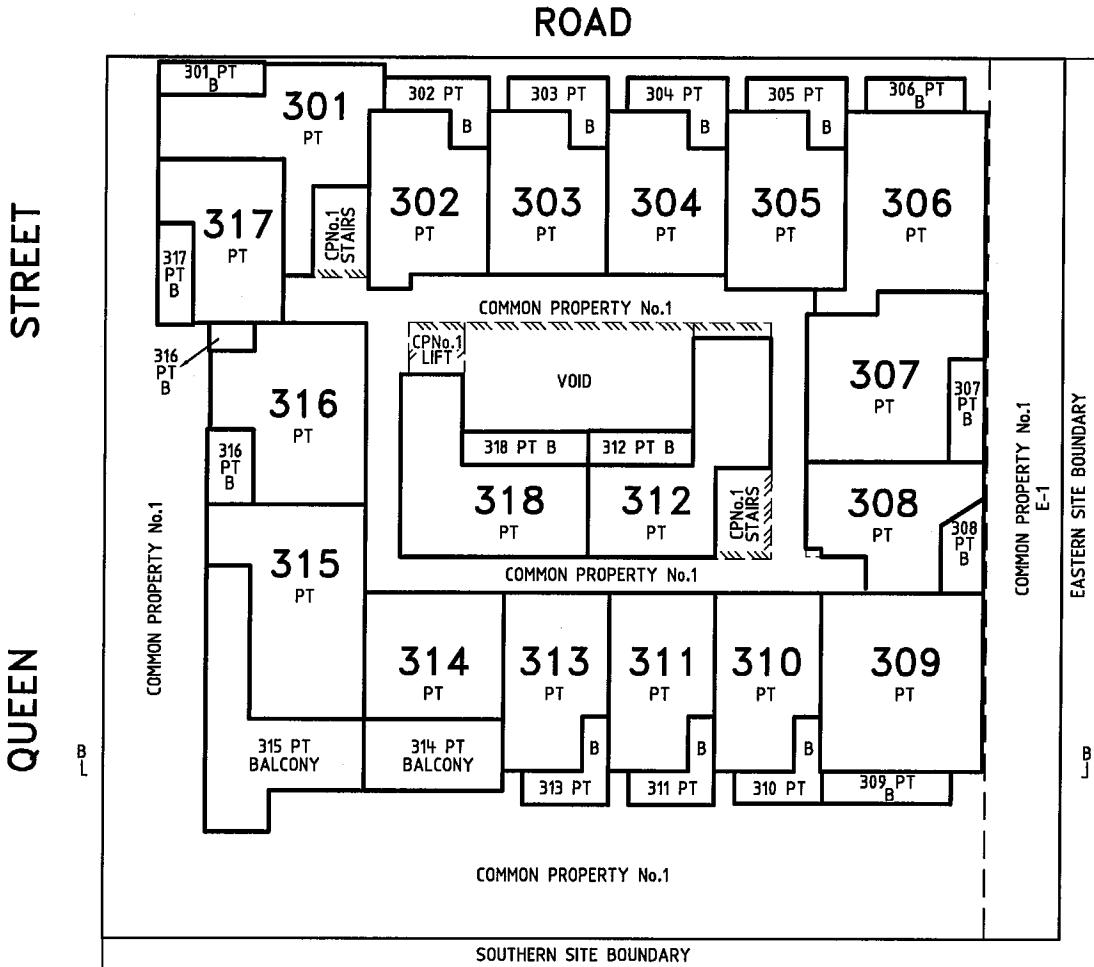 ROAD
301 PT
B
301
PT
302 PT
B
303 PT
B
304 PT
B
305 PT
B
306 PT
B
STREET
317
PT
317
PT
B
CPNo.1
STAIRS
302
PT
303
PT
304
PT
305
PT
306
PT
COMMON PROPERTY No.1
316
PT
B
CPNo.1
LIFT
VOID
316
PT
316
PT
B
307
PT
307
PT
B
318 PT B
312 PT B
318
PT
312
PT
CPNo.1
STAIRS
308
PT
308
PT
B
COMMON PROPERTY No.1
E-1
EASTERN SITE BOUNDARY
COMMON PROPERTY No.1
COMMON PROPERTY No.1
QUEEN
315
PT
314
PT
313
PT
311
PT
310
PT
309
PT
B
B
315 PT
BALCONY
314 PT
BALCONY
B
313 PT
B
311 PT
B
310 PT
309 PT
B
COMMON PROPERTY No.1
SOUTHERN SITE BOUNDARY